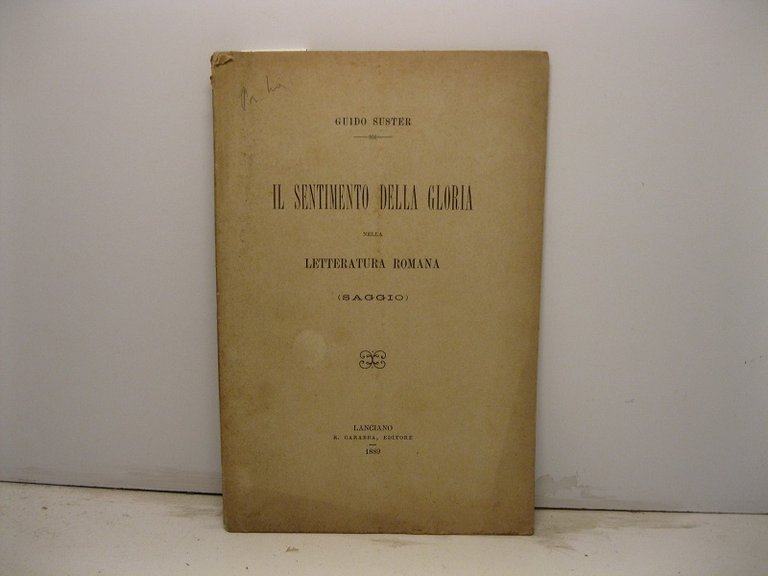 GUIDO SUSTER
IL SENTIMENTO DELLA GLORIA
NELLA
LETTERATURA ROMANA
(SAGGIO)
LANCIANO
R. CARABBA, EDITORE
1889